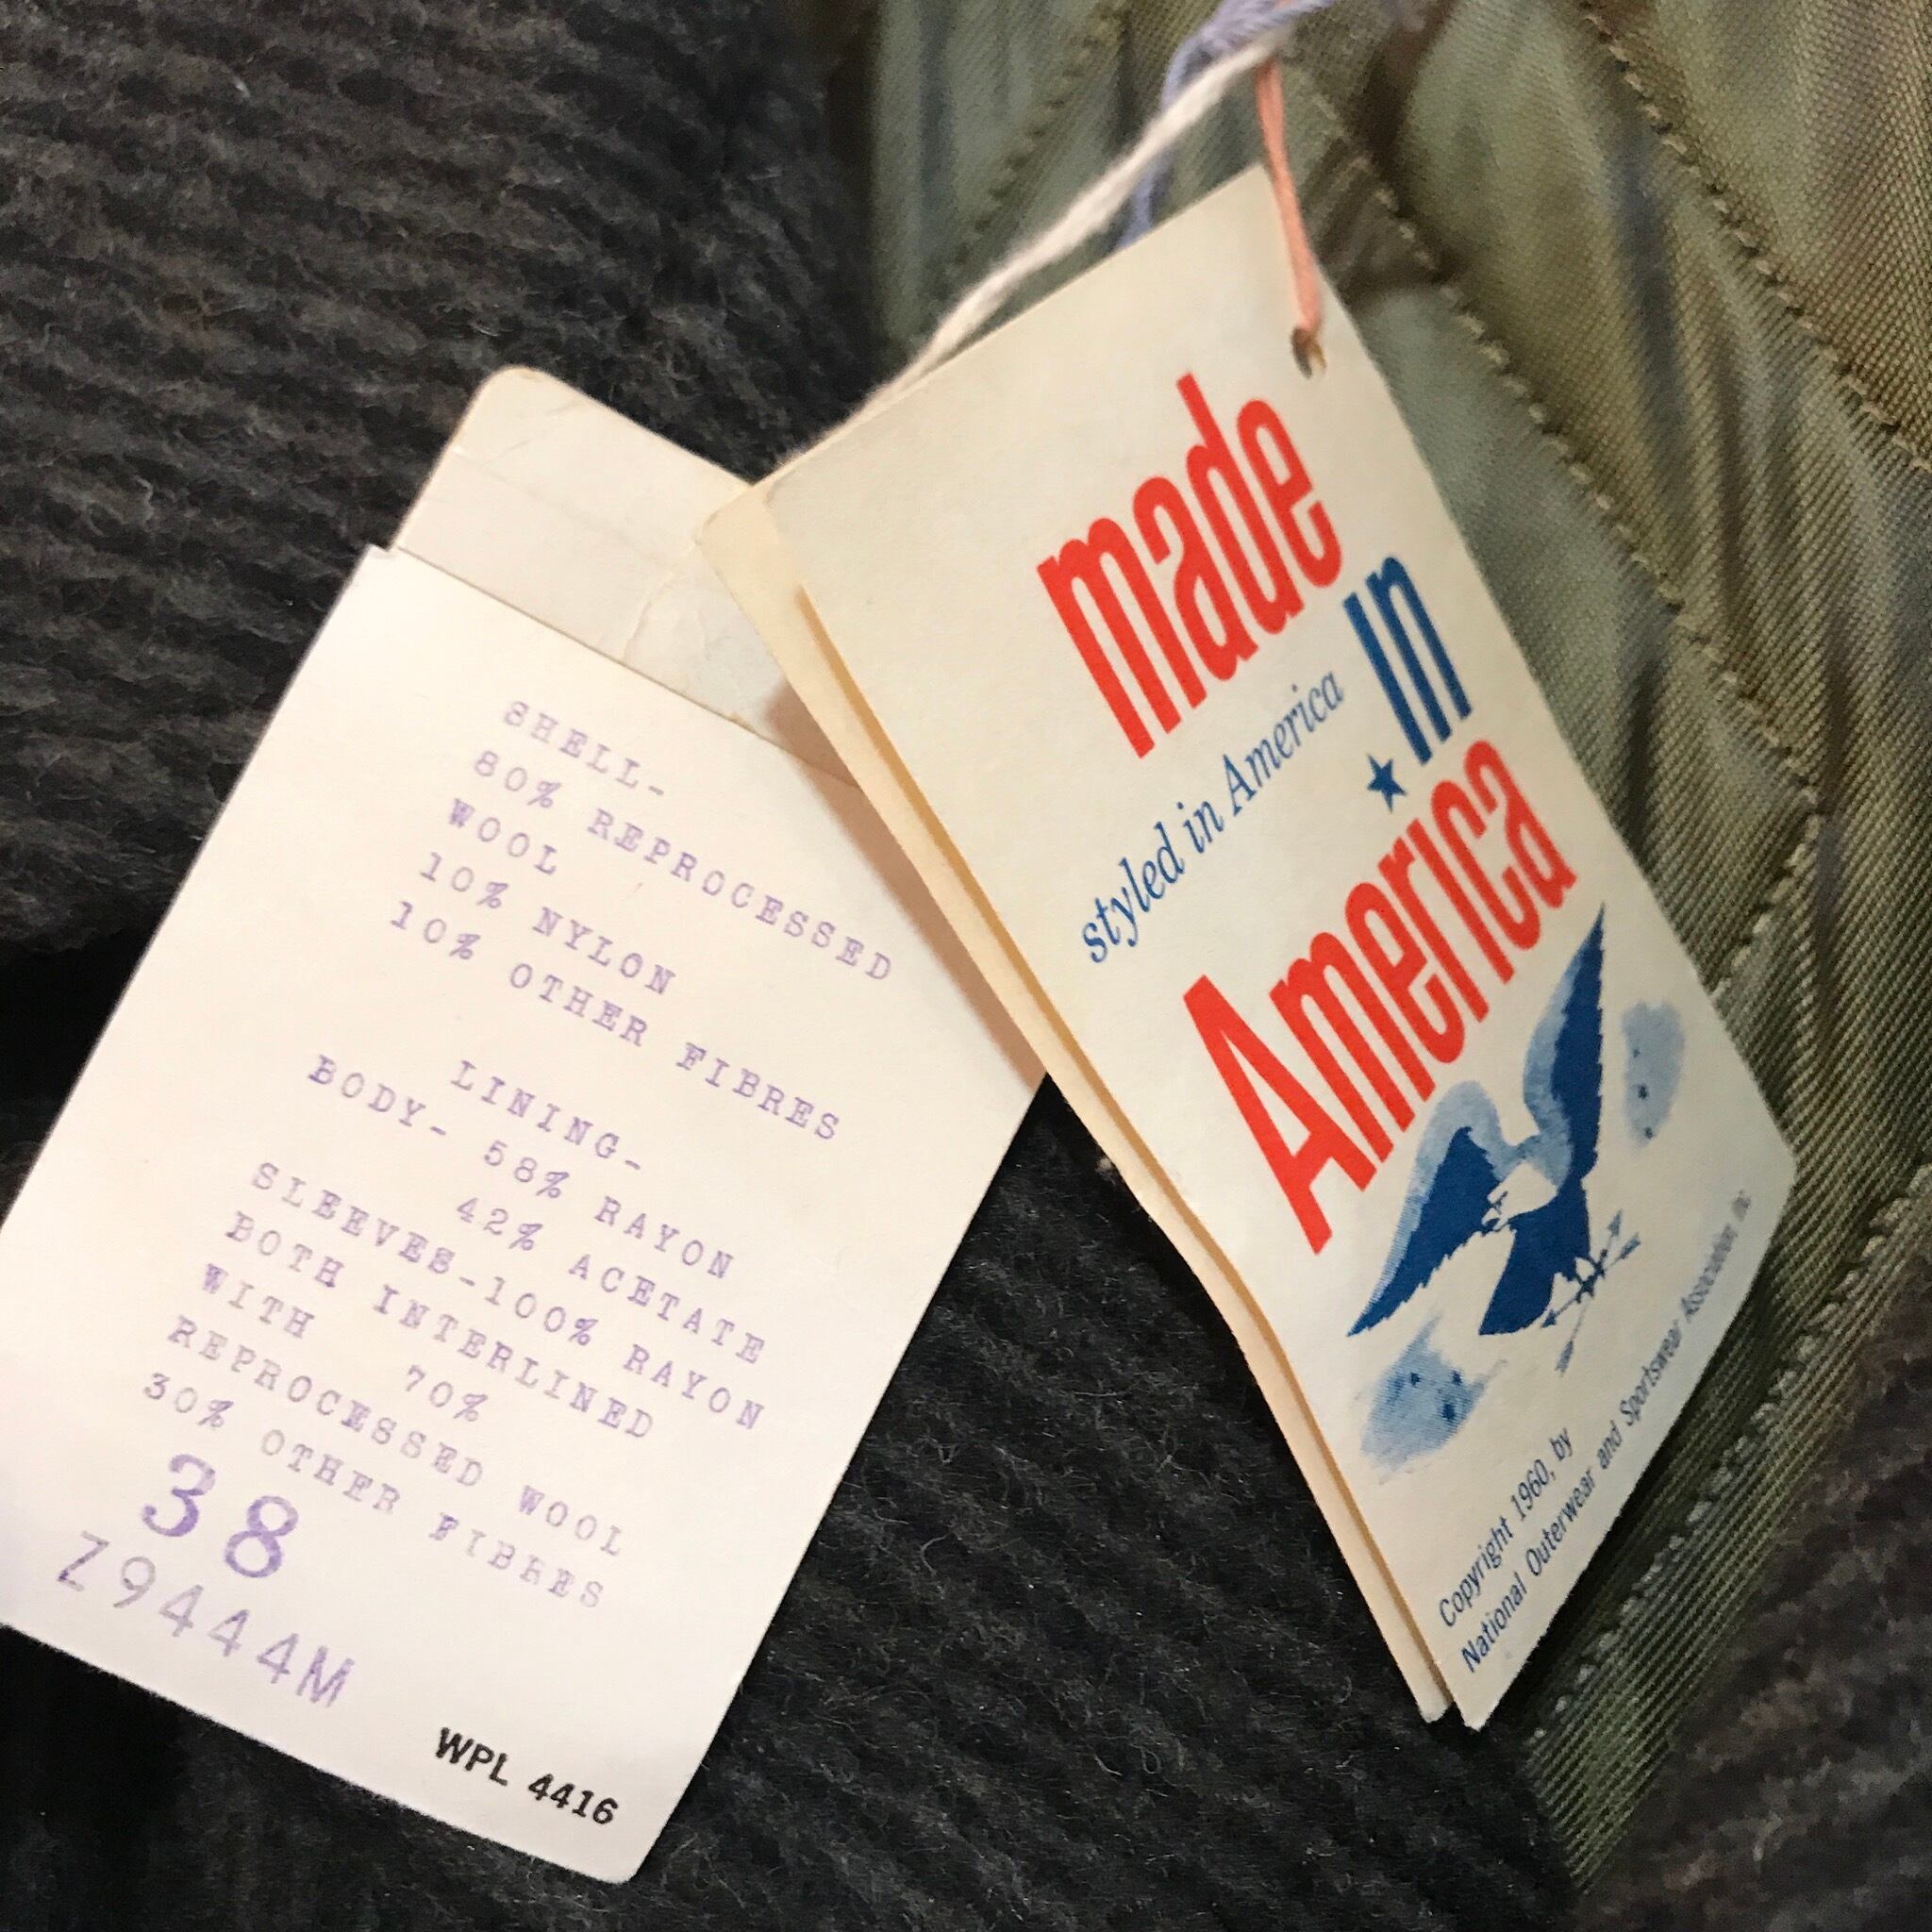 SHELL-
80% REPROCESSED
WOOL
10% NYLON
10% OTHER FIBRES
LINING-
BODY- 58% RAYON
42% ACETATE
SLEEVES-100% RAYON
BOTH INTERLINED
WITH 70%
REPROCESSED WOOL
30% OTHER FIBRES
38
Z9444M
WPL 4416
made
In
styled in America
America
Copyright 1960, by
National Outerwear and Sportswear Association, Inc.